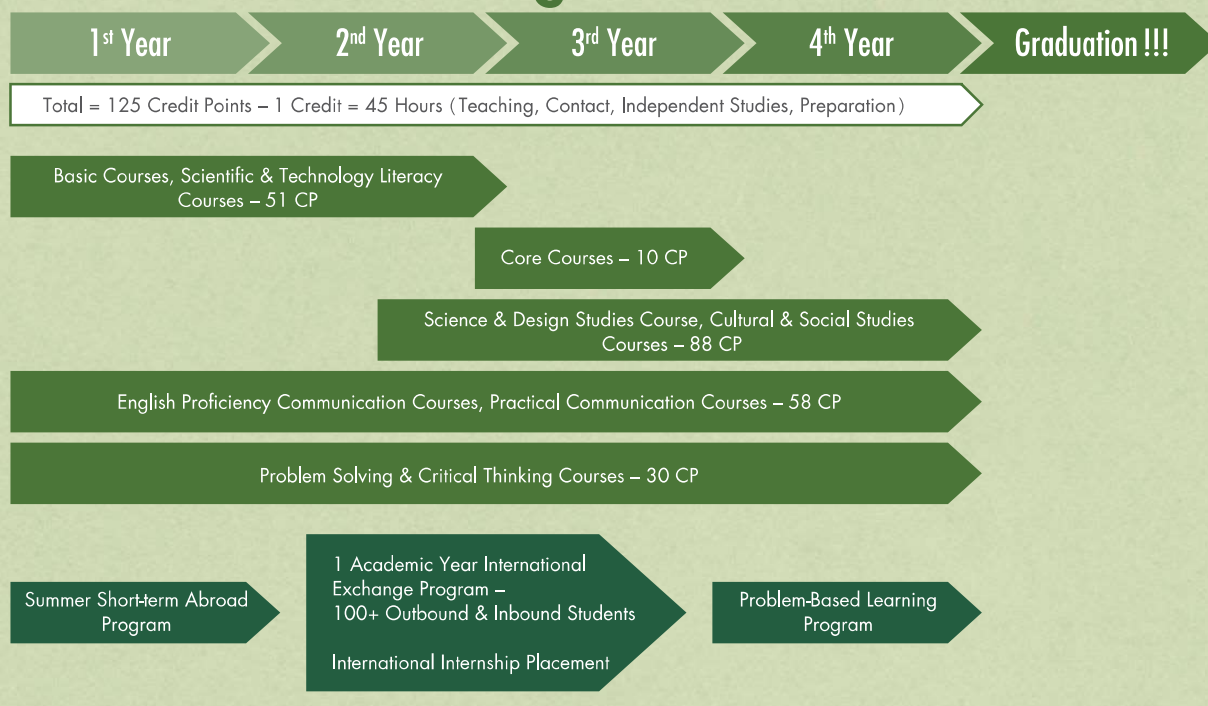 1st Year
2nd Year
3rd Year
4th Year
Graduation !!!
Total = 125 Credit Points – 1 Credit = 45 Hours (Teaching, Contact, Independent Studies, Preparation)
Basic Courses, Scientific & Technology Literacy
Courses – 51 CP
Core Courses – 10 CP
Science & Design Studies Course, Cultural & Social Studies
Courses – 88 CP
English Proficiency Communication Courses, Practical Communication Courses – 58 CP
Problem Solving & Critical Thinking Courses – 30 CP
Summer Short-term Abroad
Program
1 Academic Year International
Exchange Program –
100+ Outbound & Inbound Students
International Internship Placement
Problem-Based Learning
Program